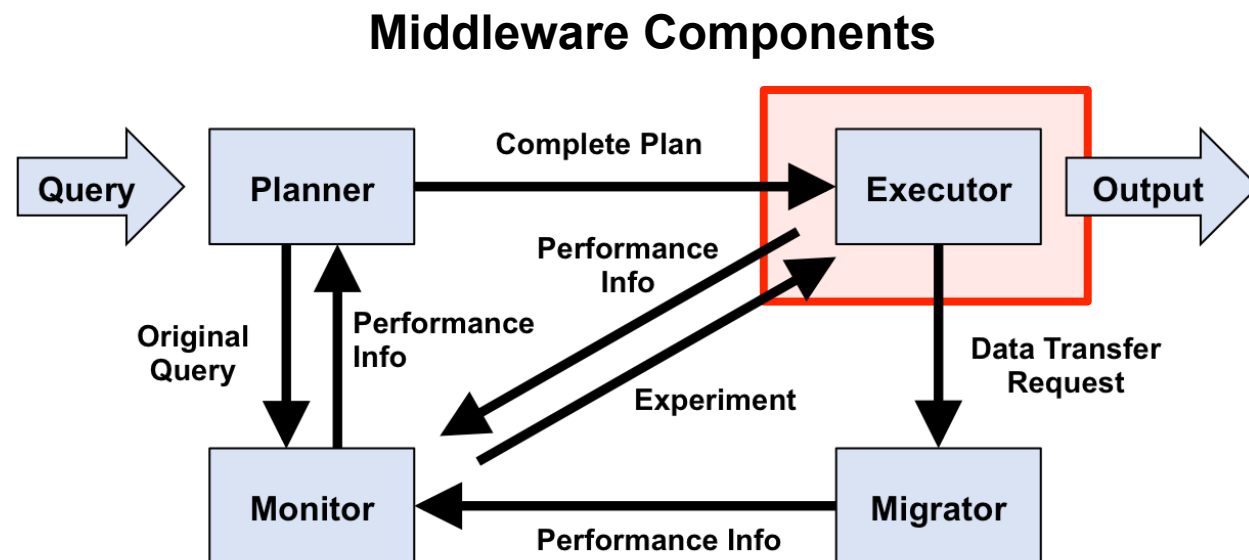 Middleware Components
Query
Planner
Complete Plan
Executor
Output
Performance
Info
Original
Query
Performance
Info
Experiment
Data Transfer
Request
Monitor
Performance Info
Migrator